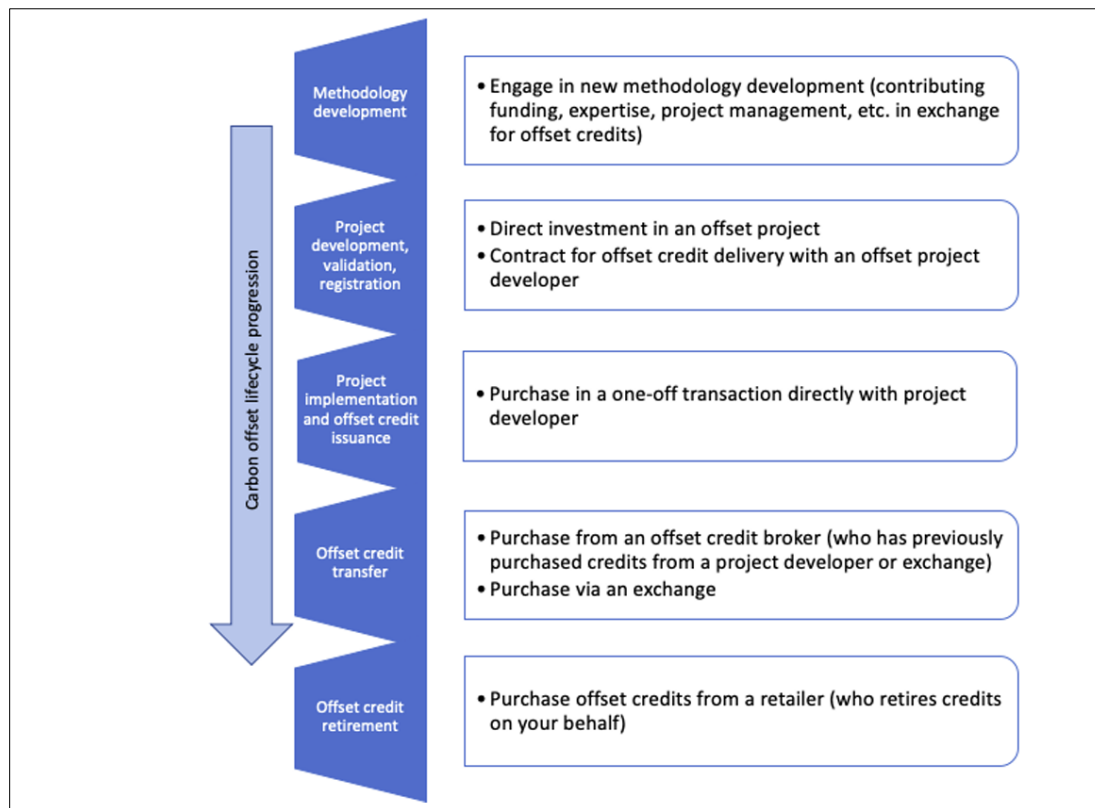 Carbon offset lifecycle progression
Methodology
development
• Engage in new methodology development (contributing
funding, expertise, project management, etc. in exchange
for offset credits)
Project
development,
validation,
registration
• Direct investment in an offset project
• Contract for offset credit delivery with an offset project
developer
Project
implementation
and offset credit
issuance
• Purchase in a one-off transaction directly with project
developer
Offset credit
transfer
• Purchase from an offset credit broker (who has previously
purchased credits from a project developer or exchange)
• Purchase via an exchange
Offset credit
retirement
• Purchase offset credits from a retailer (who retires credits
on your behalf)